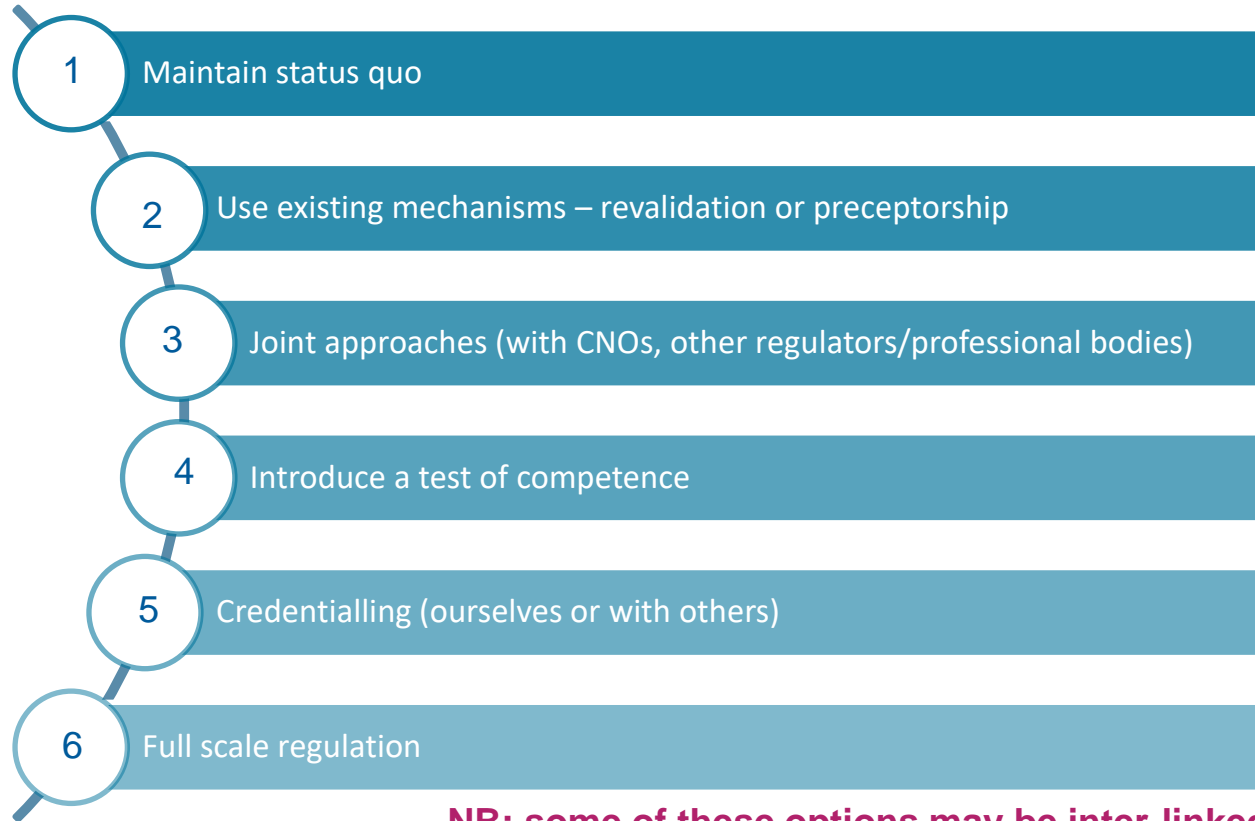 1
Maintain status quo
2
Use existing mechanisms – revalidation or preceptorship
3
Joint approaches (with CNOs, other regulators/professional bodies)
4
Introduce a test of competence
5
Credentialling (ourselves or with others)
6
Full scale regulation
NB: some of these options may be inter-linked